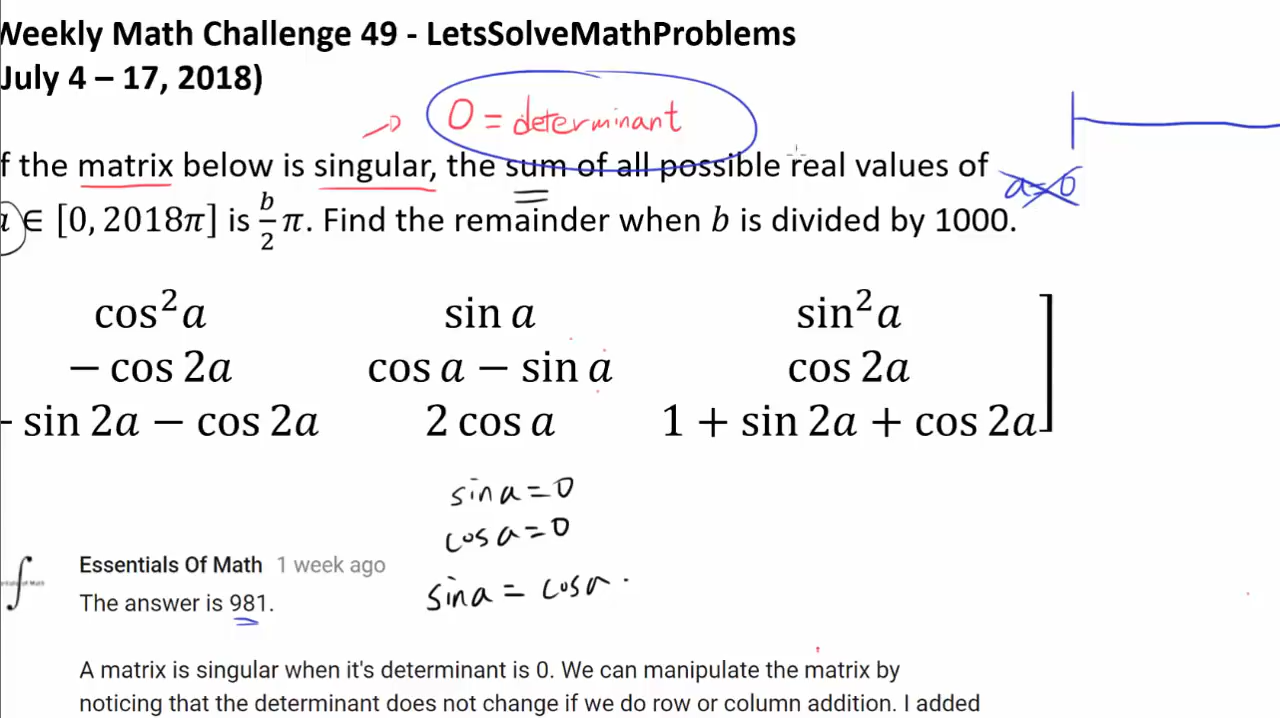 Weekly Math Challenge 49 - LetsSolveMathProblems
July 4 – 17, 2018)
0 = determinant
f the matrix below is singular, the sum of all possible real values of
a=0
a ∈ [0, 2018π] is b/2 π. Find the remainder when b is divided by 1000.
cos²a sin a sin²a
− cos 2a cos a − sin a cos 2a
− sin 2a − cos 2a 2 cos a 1 + sin 2a + cos 2a
sin a = 0
cos a = 0
sin a = cos a .
Essentials Of Math 1 week ago
The answer is 981.
A matrix is singular when it's determinant is 0. We can manipulate the matrix by
noticing that the determinant does not change if we do row or column addition. I added